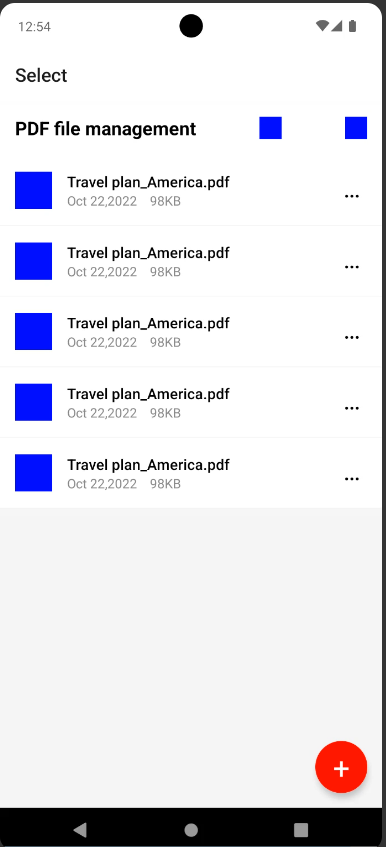 12:54
Select
PDF file management
Travel plan_America.pdf
Oct 22,2022 98KB
...
Travel plan_America.pdf
Oct 22,2022 98KB
...
Travel plan_America.pdf
Oct 22,2022 98KB
...
Travel plan_America.pdf
Oct 22,2022 98KB
...
Travel plan_America.pdf
Oct 22,2022 98KB
...
+